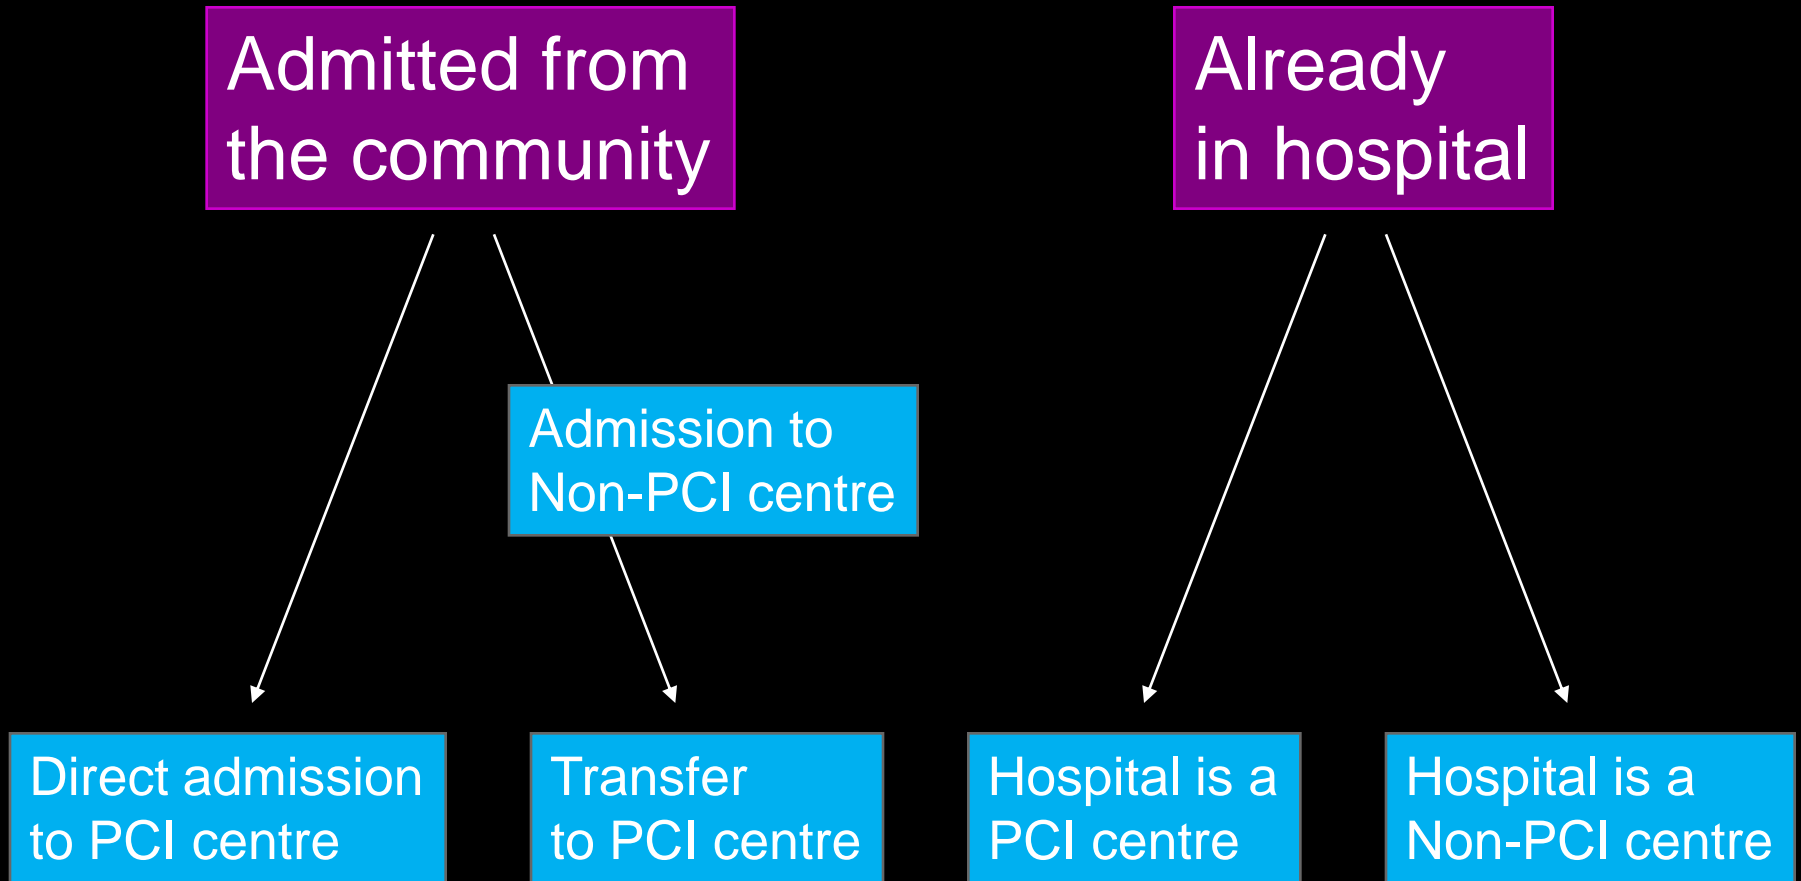 Admitted from
the community
Already
in hospital
Admission to
Non-PCI centre
Direct admission
to PCI centre
Transfer
to PCI centre
Hospital is a
PCI centre
Hospital is a
Non-PCI centre